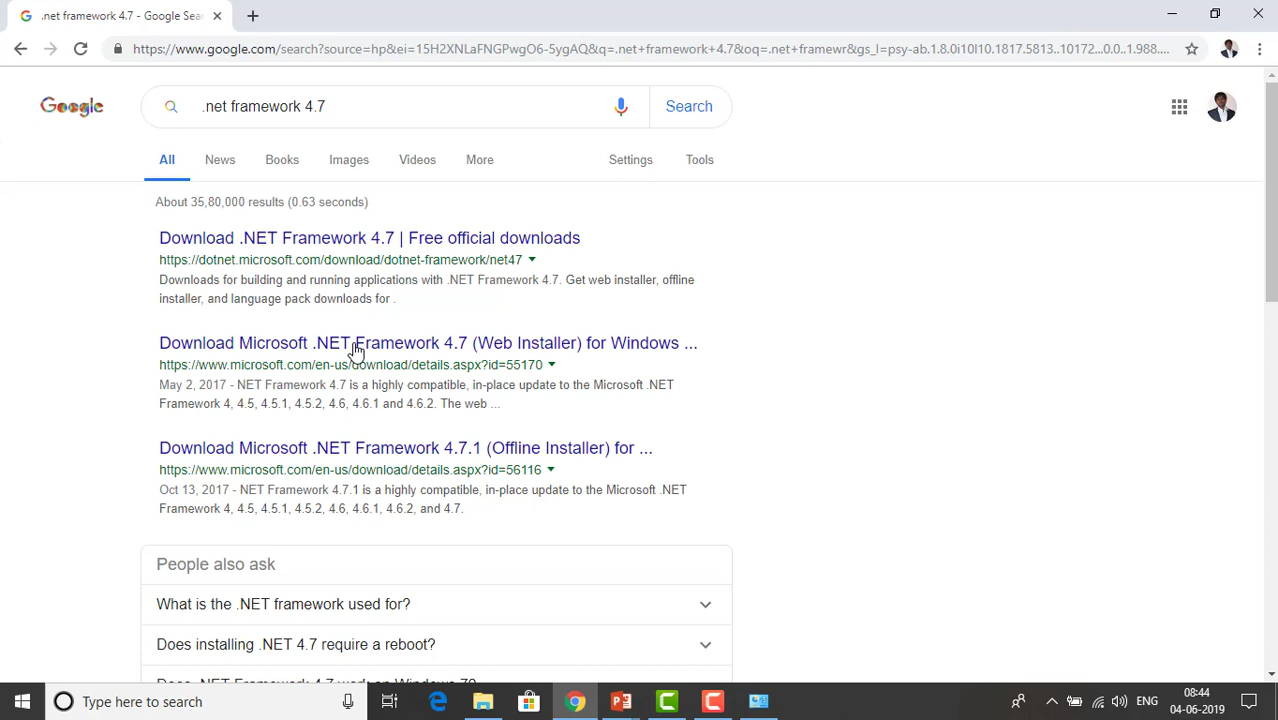 .net framework 4.7 - Google Sear
https://www.google.com/search?source=hp&ei=15H2XNLaFNGPwgO6-5ygAQ&q=.net+framework+4.7&oq=.net+framewr&gs_l=psy-ab.1.8.0i10l10.1817.5813..10172...0.0..1.988....
Google
.net framework 4.7
Search
All News Books Images Videos More Settings Tools
About 35,80,000 results (0.63 seconds)
Download .NET Framework 4.7 | Free official downloads
https://dotnet.microsoft.com/download/dotnet-framework/net47
Downloads for building and running applications with .NET Framework 4.7. Get web installer, offline
installer, and language pack downloads for .
Download Microsoft .NET Framework 4.7 (Web Installer) for Windows ...
https://www.microsoft.com/en-us/download/details.aspx?id=55170
May 2, 2017 - NET Framework 4.7 is a highly compatible, in-place update to the Microsoft .NET
Framework 4, 4.5, 4.5.1, 4.5.2, 4.6, 4.6.1 and 4.6.2. The web ...
Download Microsoft .NET Framework 4.7.1 (Offline Installer) for ...
https://www.microsoft.com/en-us/download/details.aspx?id=56116
Oct 13, 2017 - NET Framework 4.7.1 is a highly compatible, in-place update to the Microsoft .NET
Framework 4, 4.5, 4.5.1, 4.5.2, 4.6, 4.6.1, 4.6.2, and 4.7.
People also ask
What is the .NET framework used for?
Does installing .NET 4.7 require a reboot?
Type here to search
ENG
08:44
04-06-2019